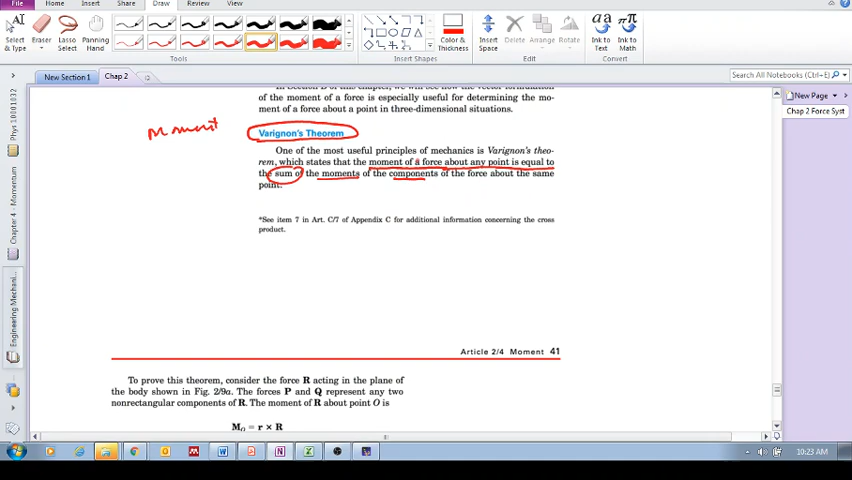 Home Insert Share Draw Review View
Select & Type
Eraser
Lasso Select
Panning Hand
Color & Thickness
Insert Space
Delete
Arrange
Rotate
Ink to Text
Ink to Math
Tools
Insert Shapes
Edit
Convert
New Section 1
Chap 2
Search All Notebooks (Ctrl+E)
New Page
Chap 2 Force Syst
Phys 1000 1032
Chapter 4 - Momentum
Engineering Mechani...
of the moment of a force is especially useful for determining the mo-
ment of a force about a point in three-dimensional situations.
moment
Varignon's Theorem
One of the most useful principles of mechanics is Varignon's theo-
rem, which states that the moment of a force about any point is equal to
the sum of the moments of the components of the force about the same
point.
*See item 7 in Art. C/7 of Appendix C for additional information concerning the cross
product.
Article 2/4 Moment 41
To prove this theorem, consider the force R acting in the plane of
the body shown in Fig. 2/9a. The forces P and Q represent any two
nonrectangular components of R. The moment of R about point O is
M_O = r × R
10:23 AM